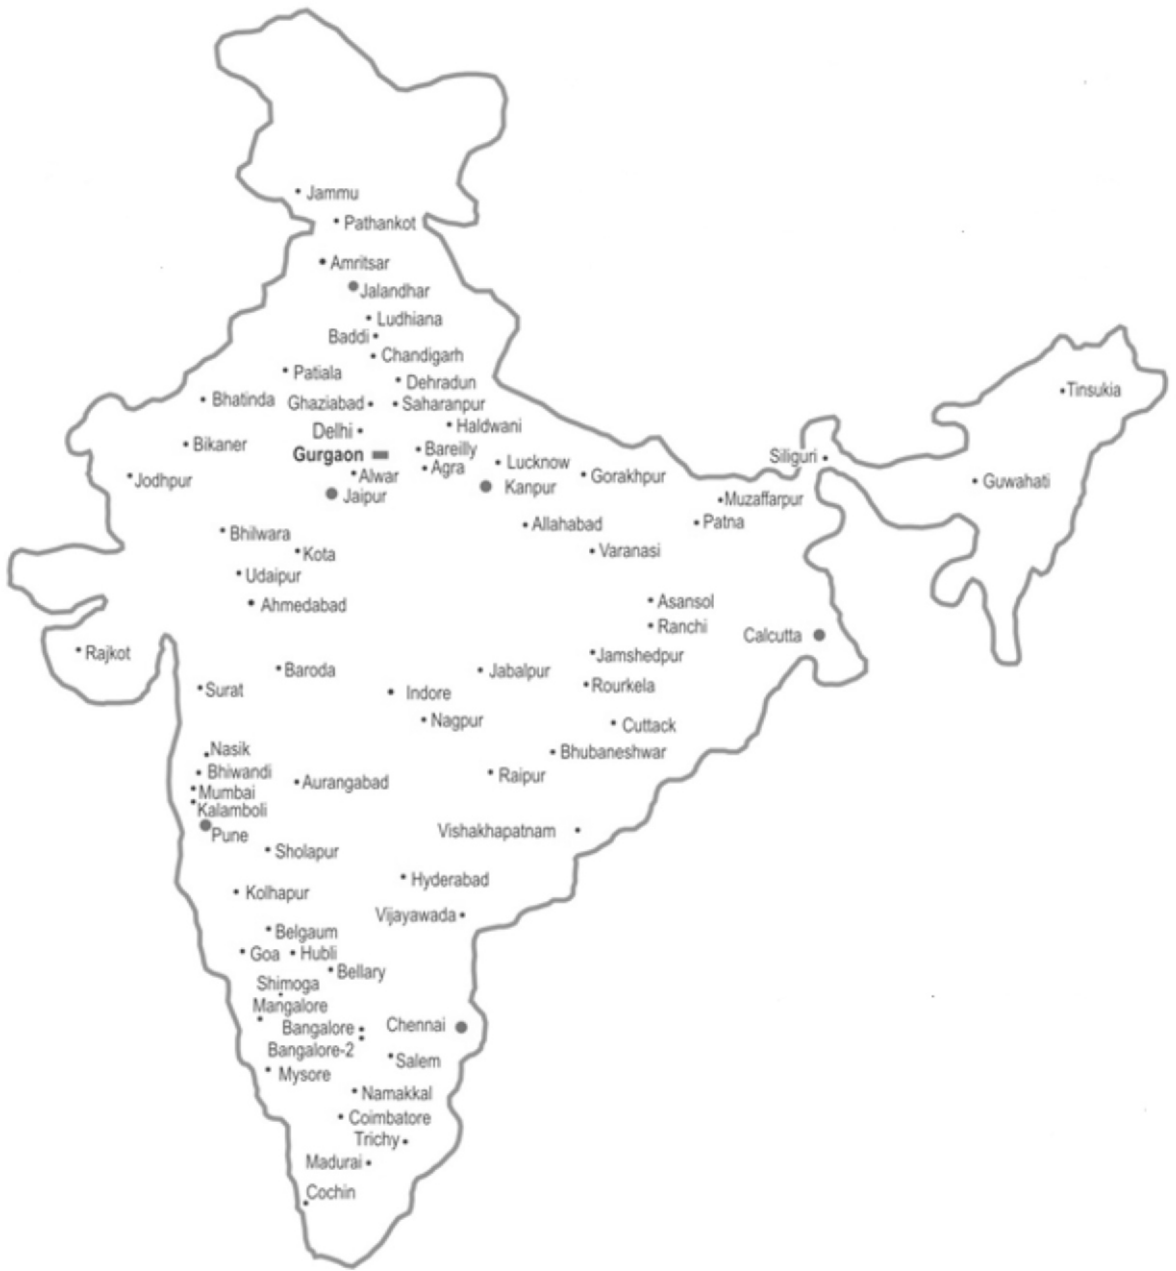 Jammu
Pathankot
Amritsar
Jalandhar
Ludhiana
Baddi
Chandigarh
Patiala
Dehradun
Bhatinda
Ghaziabad
Saharanpur
Haldwani
Delhi
Bikaner
Bareilly
Gurgaon
Agra
Lucknow
Alwar
Jodhpur
Kanpur
Jaipur
Gorakhpur
Siliguri
Tinsukia
Guwahati
Muzaffarpur
Patna
Allahabad
Bhilwara
Varanasi
Kota
Udaipur
Ahmedabad
Asansol
Ranchi
Calcutta
Rajkot
Jamshedpur
Baroda
Jabalpur
Rourkela
Surat
Indore
Nagpur
Cuttack
Nasik
Bhubaneshwar
Bhiwandi
Raipur
Aurangabad
Mumbai
Kalamboli
Pune
Vishakhapatnam
Sholapur
Hyderabad
Kolhapur
Vijayawada
Belgaum
Goa
Hubli
Bellary
Shimoga
Mangalore
Bangalore
Chennai
Bangalore-2
Salem
Mysore
Namakkal
Coimbatore
Trichy
Madurai
Cochin